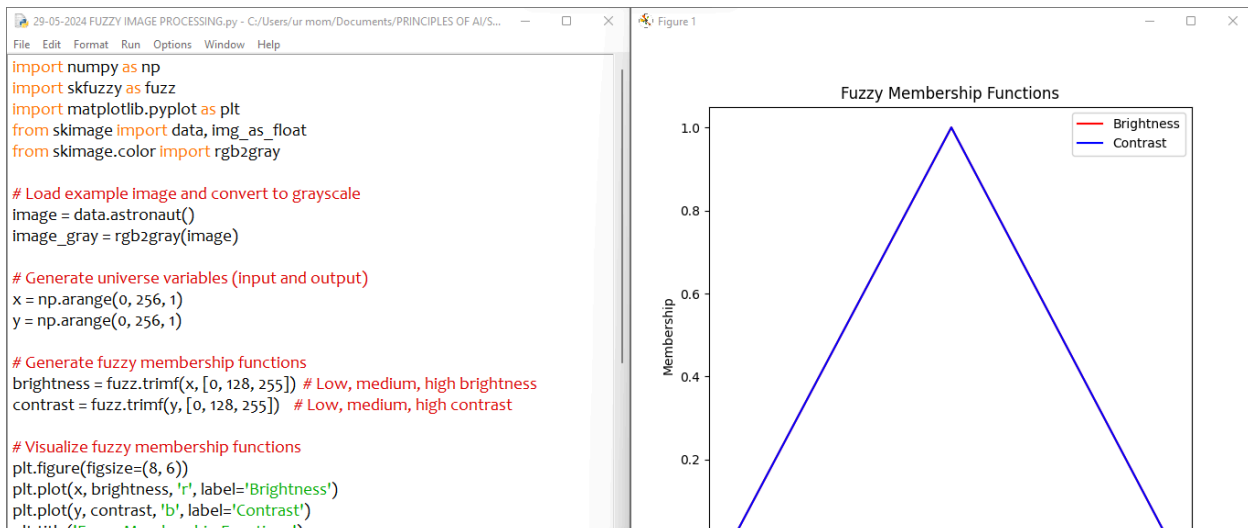 29-05-2024 FUZZY IMAGE PROCESSING.py - C:/Users/ur mom/Documents/PRINCIPLES OF AI/S...
File Edit Format Run Options Window Help
import numpy as np
import skfuzzy as fuzz
import matplotlib.pyplot as plt
from skimage import data, img_as_float
from skimage.color import rgb2gray
# Load example image and convert to grayscale
image = data.astronaut()
image_gray = rgb2gray(image)
# Generate universe variables (input and output)
x = np.arange(0, 256, 1)
y = np.arange(0, 256, 1)
# Generate fuzzy membership functions
brightness = fuzz.trimf(x, [0, 128, 255]) # Low, medium, high brightness
contrast = fuzz.trimf(y, [0, 128, 255]) # Low, medium, high contrast
# Visualize fuzzy membership functions
plt.figure(figsize=(8, 6))
plt.plot(x, brightness, 'r', label='Brightness')
plt.plot(y, contrast, 'b', label='Contrast')
plt.title('Fuzzy Membership Functions')
Figure 1
Fuzzy Membership Functions
Brightness
Contrast
1.0
0.8
0.6
0.4
0.2
Membership